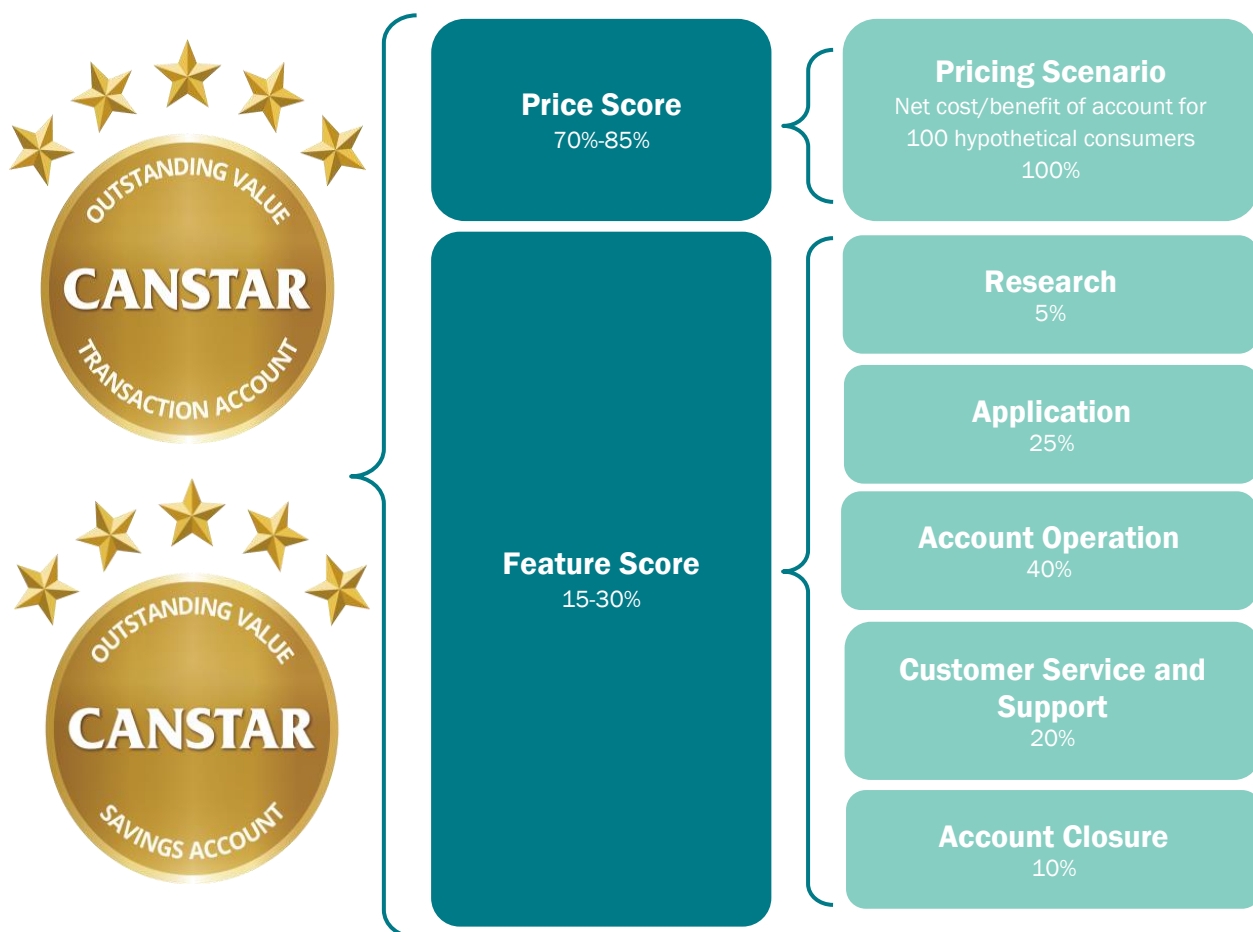 OUTSTANDING VALUE
CANSTAR
TRANSACTION ACCOUNT
OUTSTANDING VALUE
CANSTAR
SAVINGS ACCOUNT
Price Score
70%-85%
Feature Score
15-30%
Pricing Scenario
Net cost/benefit of account for
100 hypothetical consumers
100%
Research
5%
Application
25%
Account Operation
40%
Customer Service and
Support
20%
Account Closure
10%